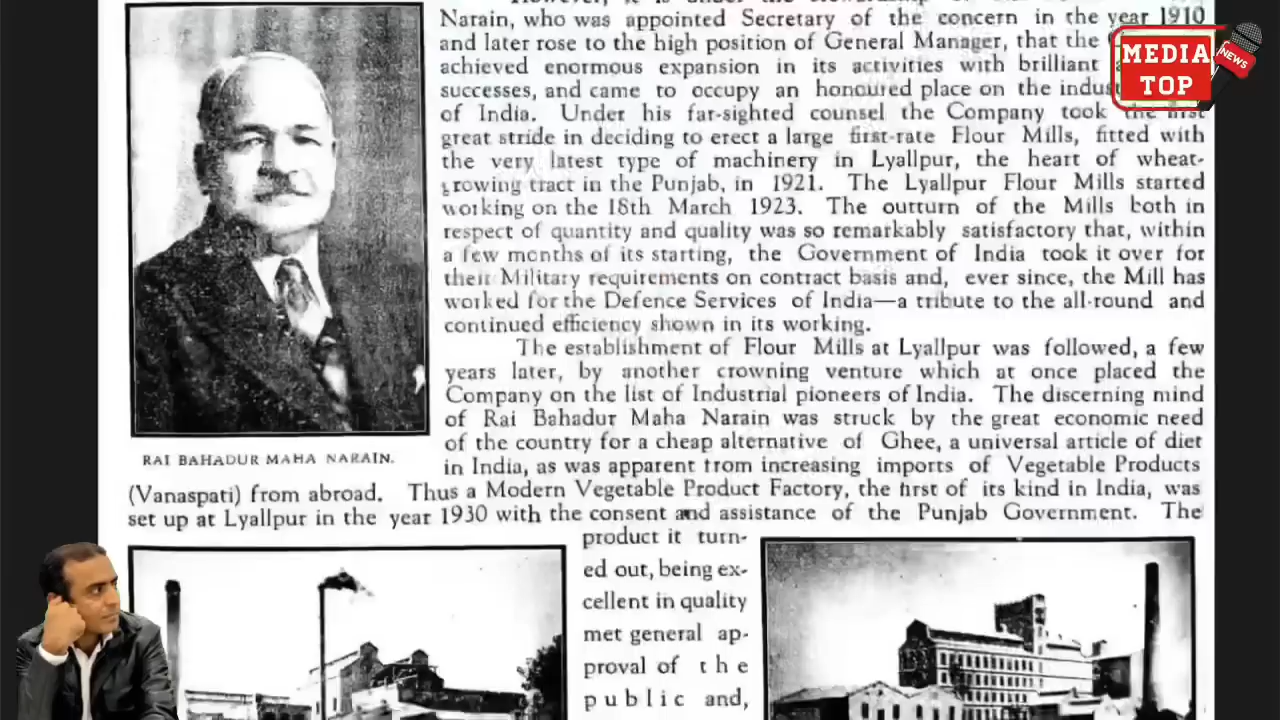 Narain, who was appointed Secretary of the concern in the year 1910
and later rose to the high position of General Manager, that the
achieved enormous expansion in its activities with brilliant
successes, and came to occupy an honoured place on the
of India. Under his far-sighted counsel the Company took the first
great stride in deciding to erect a large first-rate Flour Mills, fitted with
the very latest type of machinery in Lyallpur, the heart of wheat-
growing tract in the Punjab, in 1921. The Lyallpur Flour Mills started
working on the 18th March 1923. The outturn of the Mills both in
respect of quantity and quality was so remarkably satisfactory that, within
a few months of its starting, the Government of India took it over for
their Military requirements on contract basis and, ever since, the Mill has
worked for the Defence Services of India—a tribute to the all-round and
continued efficiency shown in its working.
The establishment of Flour Mills at Lyallpur was followed, a few
years later, by another crowning venture which at once placed the
Company on the list of Industrial pioneers of India. The discerning mind
of Rai Bahadur Maha Narain was struck by the great economic need
of the country for a cheap alternative of Ghee, a universal article of diet
in India, as was apparent from increasing imports of Vegetable Products
(Vanaspati) from abroad. Thus a Modern Vegetable Product Factory, the first of its kind in India, was
set up at Lyallpur in the year 1930 with the consent and assistance of the Punjab Government. The
product it turn-
ed out, being ex-
cellent in quality
met general ap-
proval of the
public and,
RAI BAHADUR MAHA NARAIN.
MEDIA
TOP
NEWS